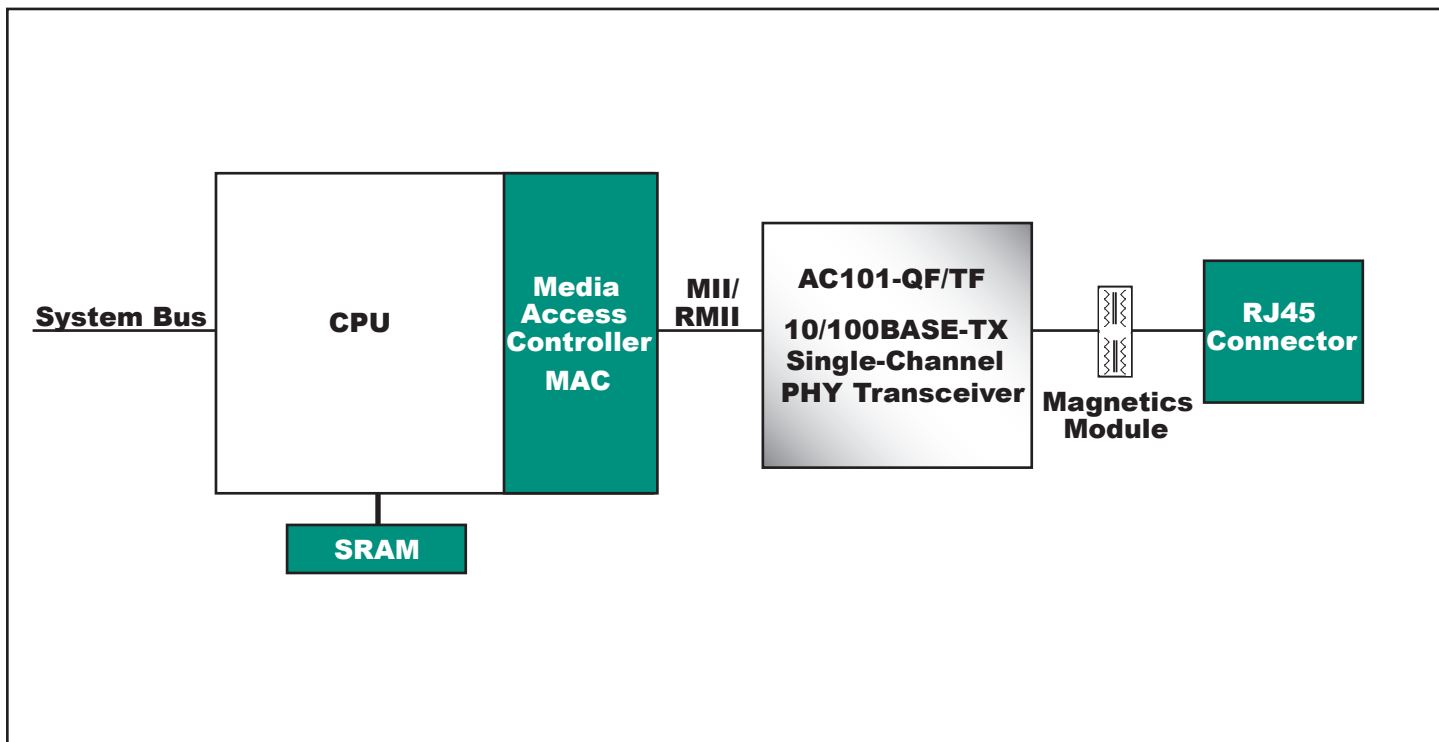 System Bus
CPU
Media
Access
Controller
MAC
SRAM
MII/
RMII
AC101-QF/TF
10/100BASE-TX
Single-Channel
PHY Transceiver
Magnetics
Module
RJ45
Connector